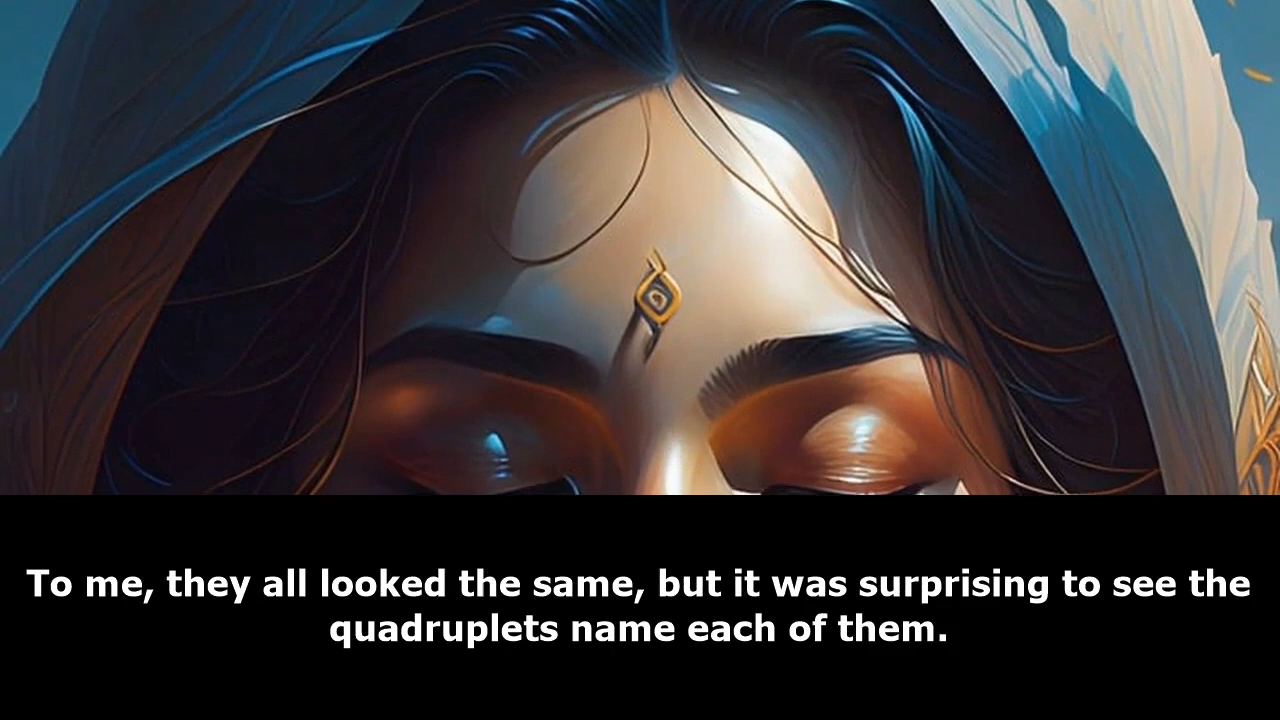 To me, they all looked the same, but it was surprising to see the
quadruplets name each of them.